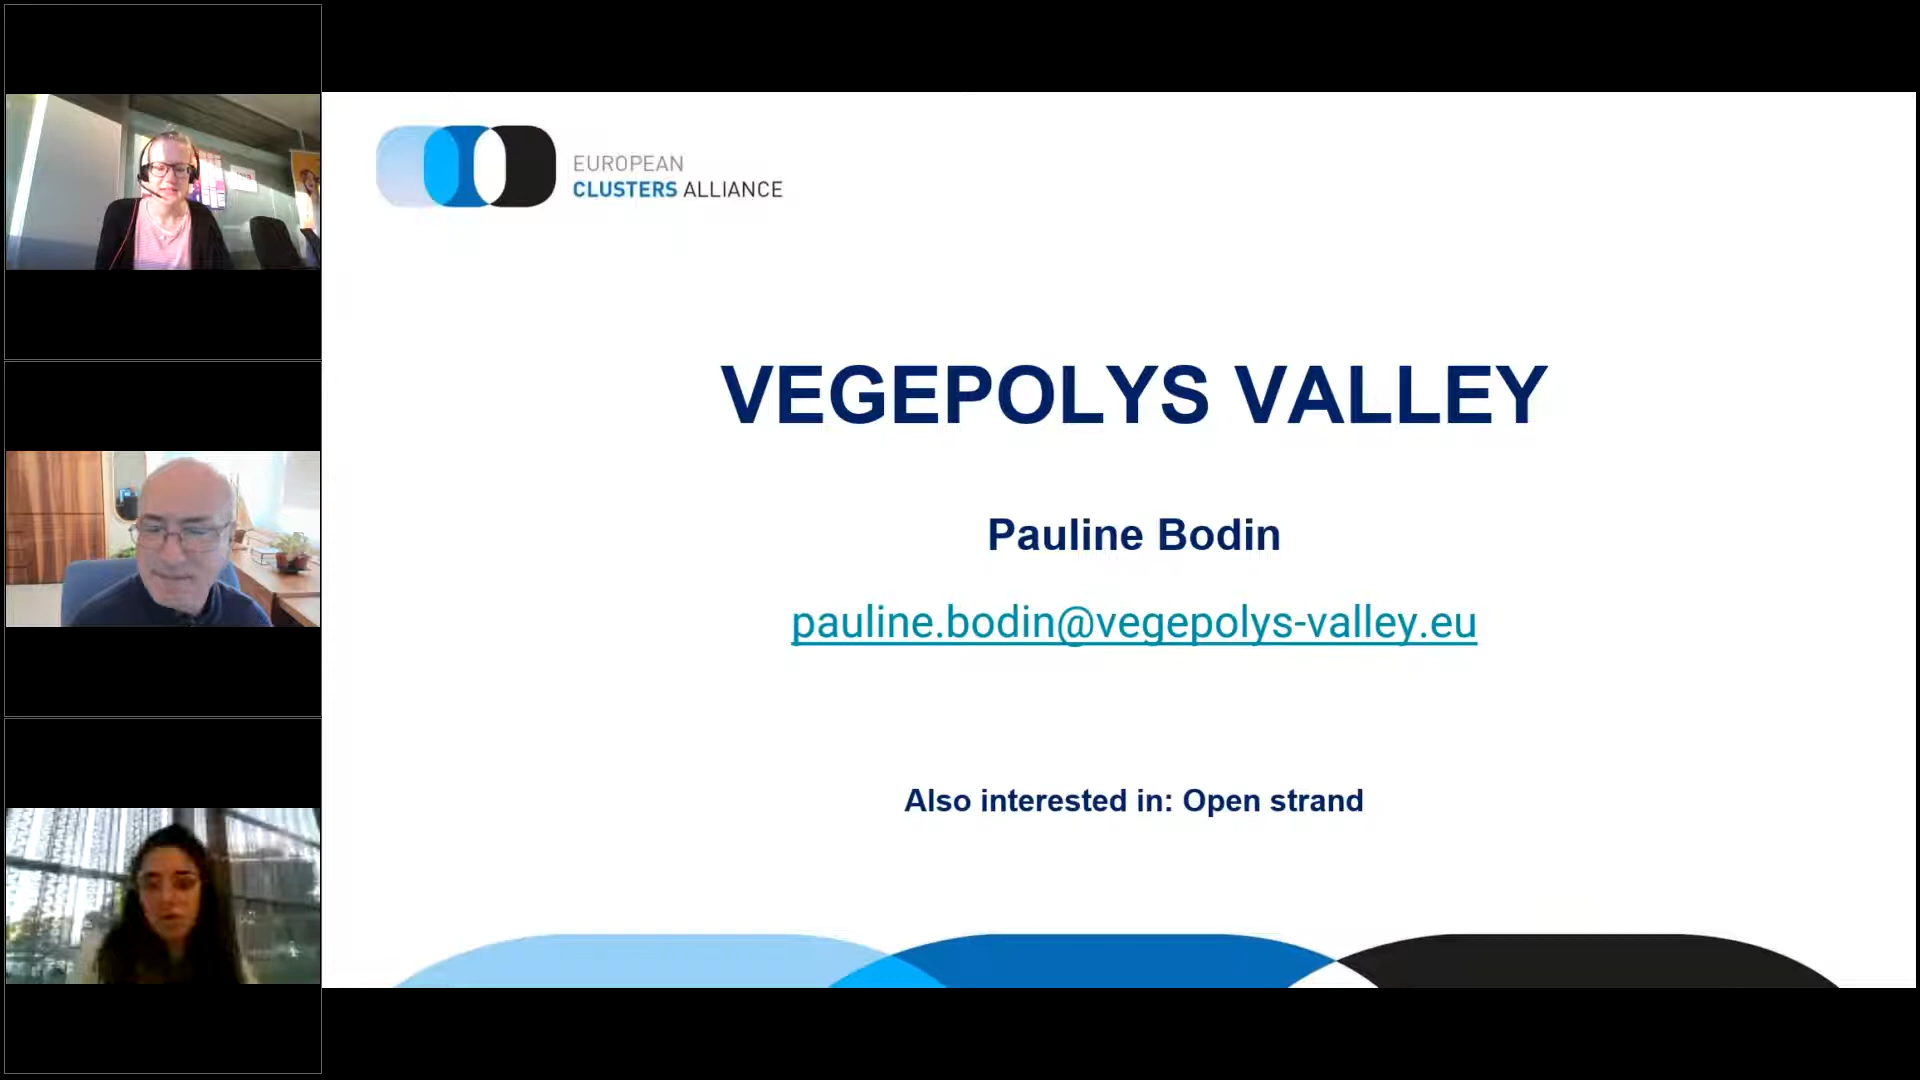 EUROPEAN
CLUSTERS ALLIANCE
VEGEPOLYS VALLEY
Pauline Bodin
pauline.bodin@vegepolys-valley.eu
Also interested in: Open strand